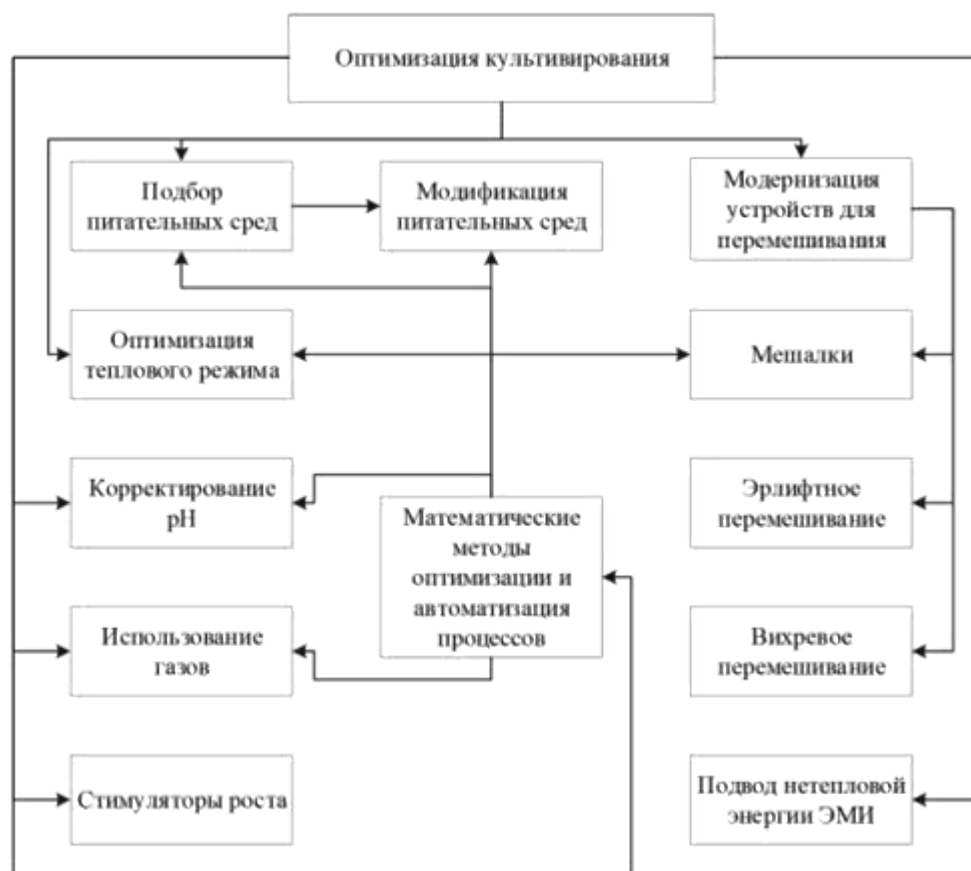 Оптимизация культивирования
Подбор
питательных сред
Модификация
питательных сред
Модернизация
устройств для
перемешивания
Оптимизация
теплового режима
Мешалки
Корректирование
pH
Математические
методы
оптимизации и
автоматизация
процессов
Эрлифтное
перемешивание
Использование
газов
Вихревое
перемешивание
Стимуляторы роста
Подвод нетепловой
энергии ЭМИ